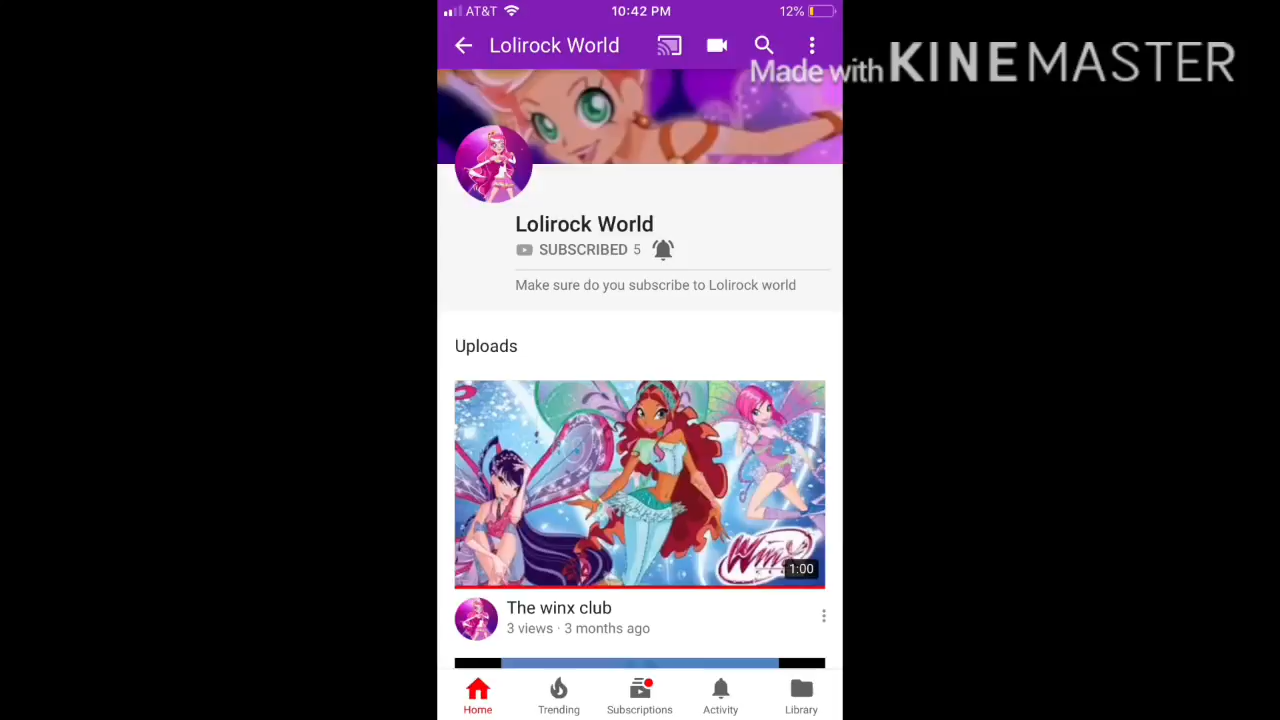 AT&T 10:42 PM 12%
Lolirock World
Made with KINEMASTER
Lolirock World
SUBSCRIBED 5
Make sure do you subscribe to Lolirock world
Uploads
Winx
1:00
The winx club
3 views · 3 months ago
Home Trending Subscriptions Activity Library